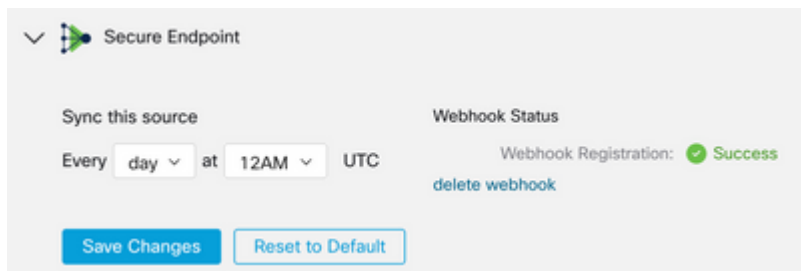 Secure Endpoint
Sync this source
Every day at 12AM UTC
Webhook Status
Webhook Registration: Success
delete webhook
Save Changes Reset to Default